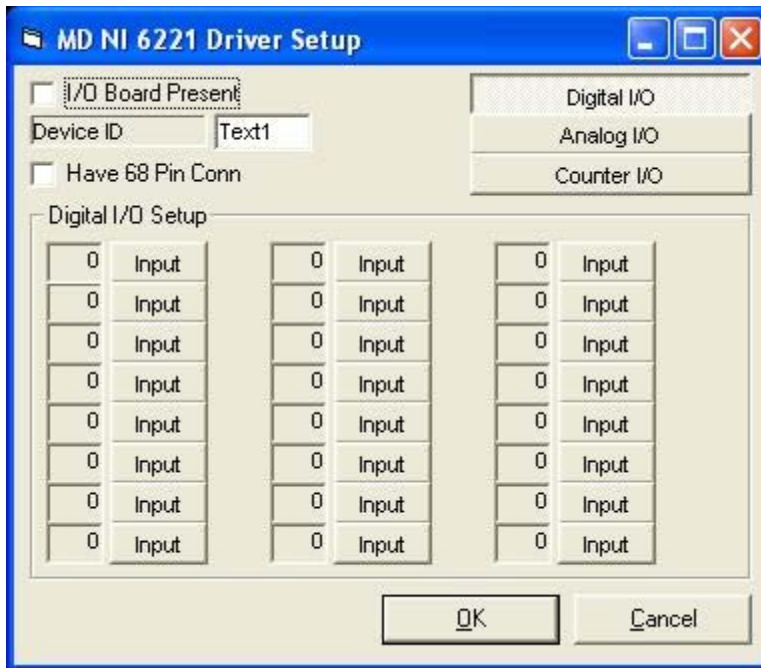 MD NI 6221 Driver Setup
I/O Board Present
Digital I/O
Device ID Text1
Analog I/O
Have 68 Pin Conn
Counter I/O
Digital I/O Setup
0 Input 0 Input 0 Input
0 Input 0 Input 0 Input
0 Input 0 Input 0 Input
0 Input 0 Input 0 Input
0 Input 0 Input 0 Input
0 Input 0 Input 0 Input
0 Input 0 Input 0 Input
0 Input 0 Input 0 Input
OK Cancel